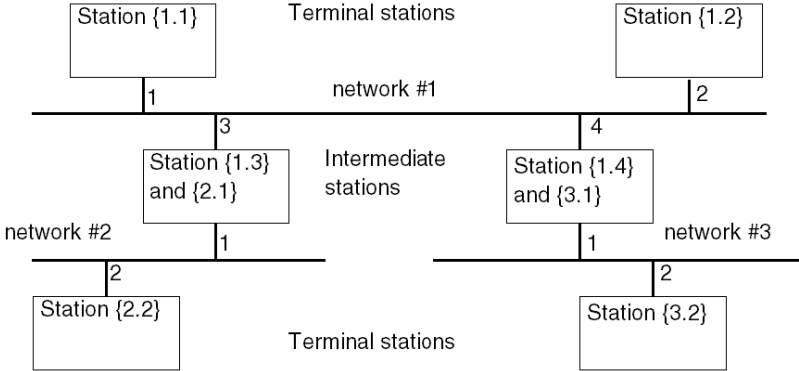 Station {1.1}
Terminal stations
Station {1.2}
1
network #1
2
3
4
Station {1.3}
and {2.1}
Intermediate
stations
Station {1.4}
and {3.1}
network #2
1
1
network #3
2
2
Station {2.2}
Station {3.2}
Terminal stations